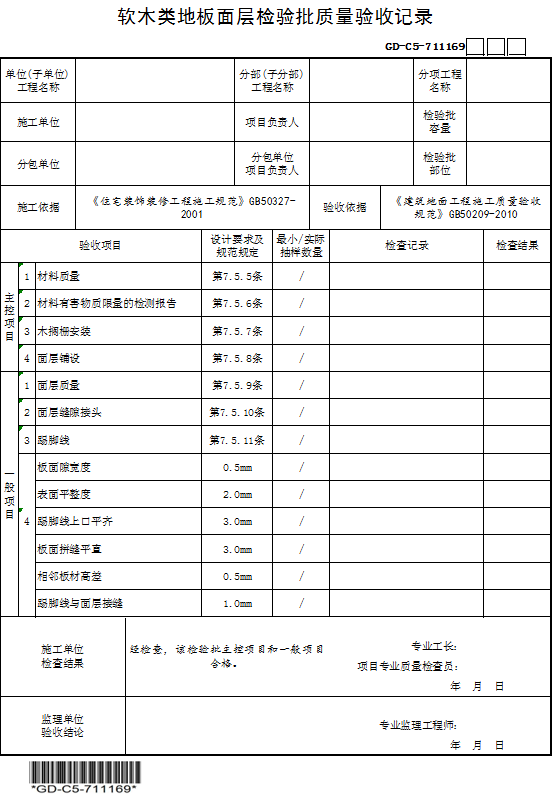 软木类地板面层检验批质量验收记录
GD-C5-711169
单位(子单位)
工程名称
分部(子分部)
工程名称
分项工程
名称
施工单位
项目负责人
检验批
容量
分包单位
分包单位
项目负责人
检验批
部位
施工依据
《住宅装饰装修工程施工规范》GB50327-
2001
验收依据
《建筑地面工程施工质量验收
规范》GB50209-2010
验收项目
设计要求及
规范规定
最小/实际
抽样数量
检查记录
检查结果
主控项目
1 材料质量 第7.5.5条 /
2 材料有害物质限量的检测报告 第7.5.6条 /
3 木搁栅安装 第7.5.7条 /
4 面层铺设 第7.5.8条 /
一般项目
1 面层质量 第7.5.9条 /
2 面层缝隙接头 第7.5.10条 /
3 踢脚线 第7.5.11条 /
4
板面隙宽度 0.5mm /
表面平整度 2.0mm /
踢脚线上口平齐 3.0mm /
板面拼缝平直 3.0mm /
相邻板材高差 0.5mm /
踢脚线与面层接缝 1.0mm /
施工单位
检查结果
经检查，该检验批主控项目和一般项目
合格。
专业工长：
项目专业质量检查员：
年 月 日
监理单位
验收结论
专业监理工程师：
年 月 日
*GD-C5-711169*